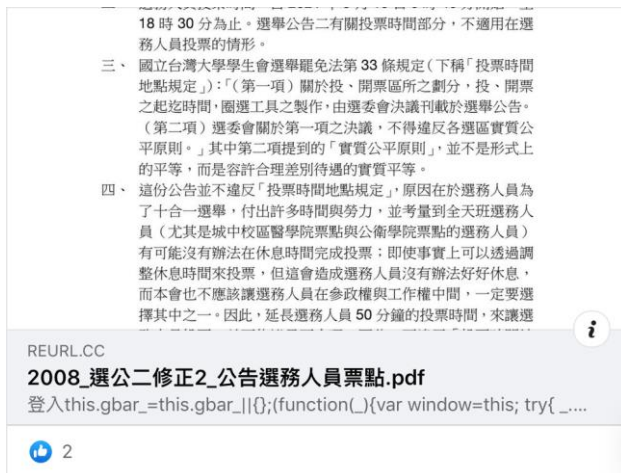 18 時 30 分為止。選舉公告二有關投票時間部分，不適用在選
務人員投票的情形。
三、 國立台灣大學學生會選舉罷免法第 33 條規定（下稱「投票時間
地點規定」）：「（第一項）關於投、開票區所之劃分，投、開票
之起迄時間，圈選工具之製作，由選委會決議刊載於選舉公告。
（第二項）選委會關於第一項之決議，不得違反各選區實質公
平原則。」其中第二項提到的「實質公平原則」，並不是形式上
的平等，而是容許合理差別待遇的實質平等。
四、 這份公告並不違反「投票時間地點規定」，原因在於選務人員為
了十合一選舉，付出許多時間與勞力，並考量到全天班選務人
員（尤其是城中校區醫學院票點與公衛學院票點的選務人員）
有可能沒有辦法在休息時間完成投票；即使事實上可以透過調
整休息時間來投票，但這會造成選務人員沒有辦法好好休息，
而本會也不應該讓選務人員在參政權與工作權中間，一定要選
擇其中之一。因此，延長選務人員 50 分鐘的投票時間，來讓選
REURL.CC
2008_選公二修正2_公告選務人員票點.pdf
登入this.gbar_=this.gbar_||{};(function(_){var window=this; try{ _....
2